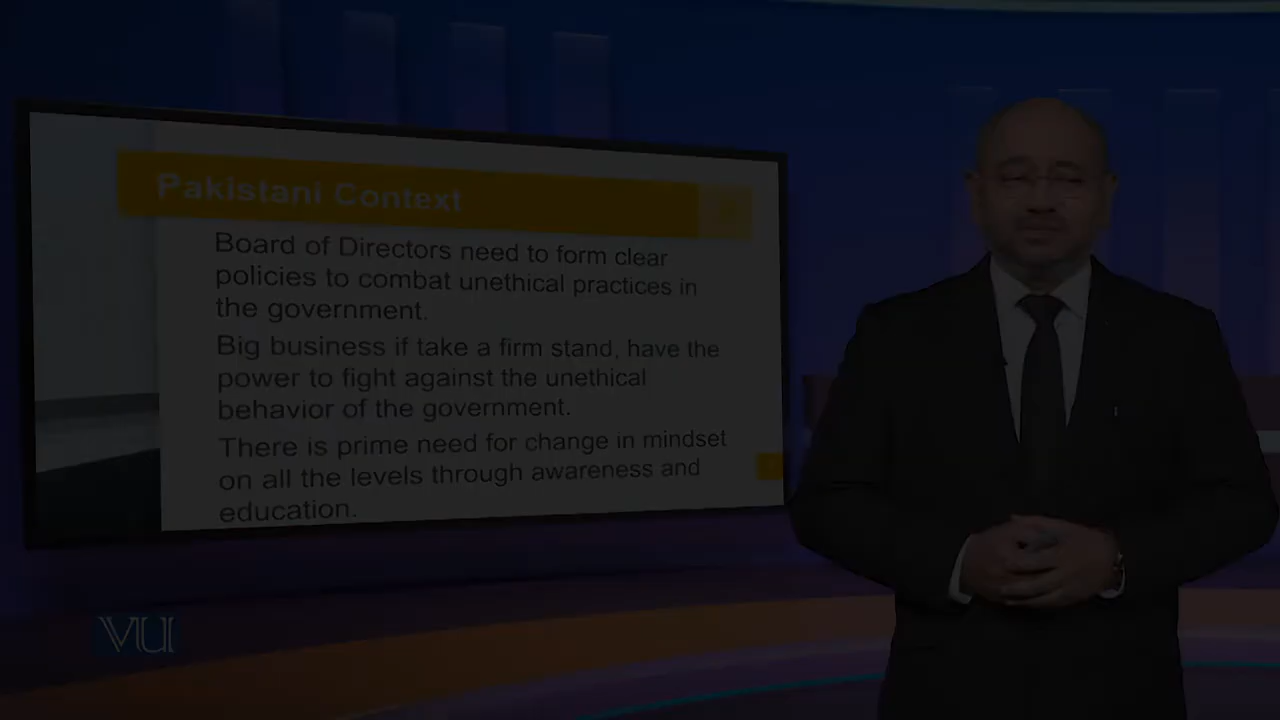 Pakistani Context
Board of Directors need to form clear
policies to combat unethical practices in
the government.
Big business if take a firm stand, have the
power to fight against the unethical
behavior of the government.
There is prime need for change in mindset
on all the levels through awareness and
education.
VU